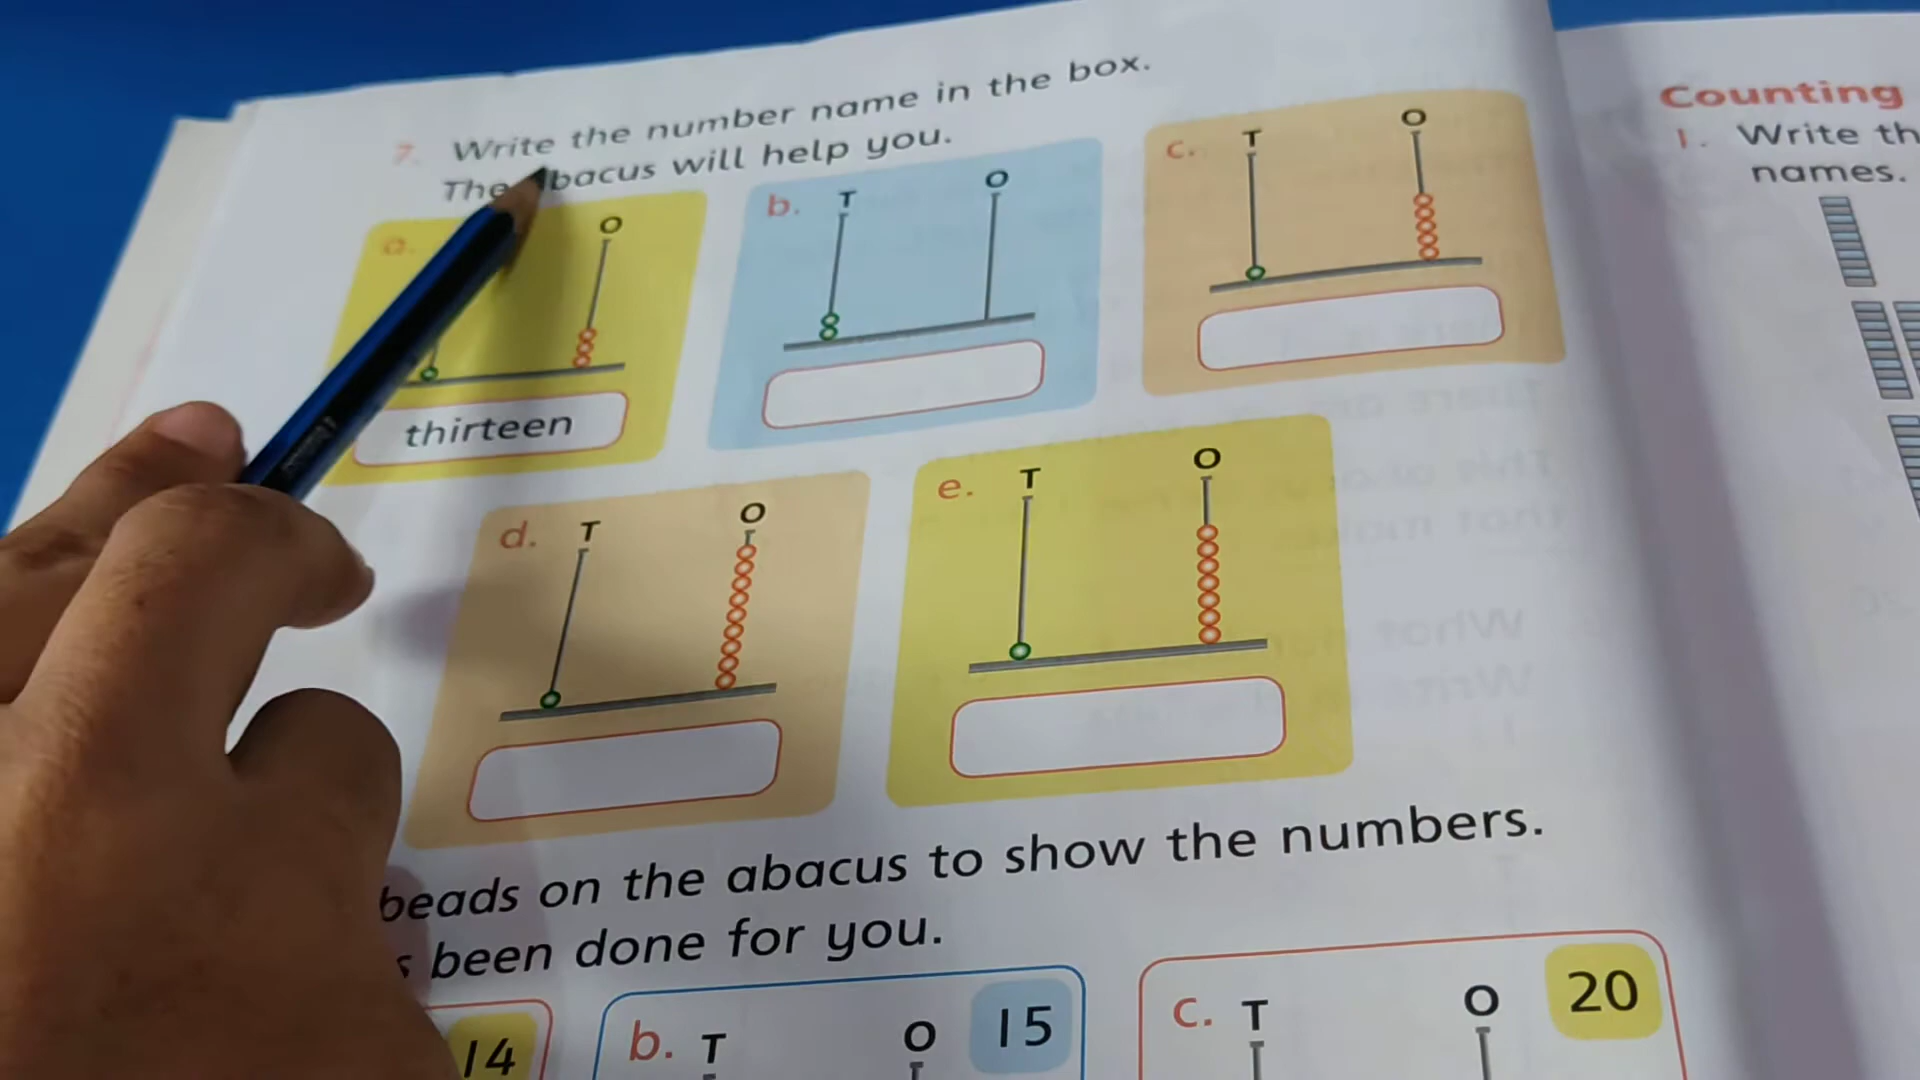 7. Write the number name in the box.
The abacus will help you.
a.
O
thirteen
b. T O
c. T O
d. T O
e. T O
beads on the abacus to show the numbers.
s been done for you.
14
b. T O 15
c. T O 20
Counting
1. Write th
names.